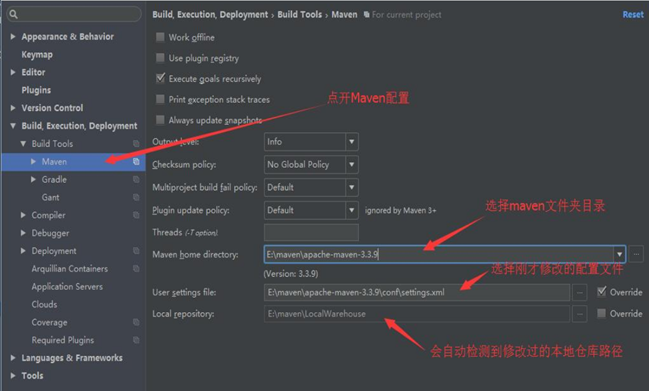 Build, Execution, Deployment › Build Tools › Maven For current project Reset
Appearance & Behavior
Keymap
Editor
Plugins
Version Control
Build, Execution, Deployment
Build Tools
Maven
Gradle
Gant
Compiler
Debugger
Deployment
Arquillian Containers
Application Servers
Clouds
Coverage
Required Plugins
Languages & Frameworks
Tools
Work offline
Use plugin registry
Execute goals recursively
Print exception stack traces
点开Maven配置
Always update snapshots
Output level: Info
Checksum policy: No Global Policy
Multiproject build fail policy: Default
Plugin update policy: Default ignored by Maven 3+
选择maven文件夹目录
Threads (-T option)
Maven home directory: E:\maven\apache-maven-3.3.9
(Version: 3.3.9)
选择刚才修改的配置文件
User settings file: E:\maven\apache-maven-3.3.9\conf\settings.xml ... Override
Local repository: E:\maven\LocalWarehouse ... Override
会自动检测到修改过的本地仓库路径